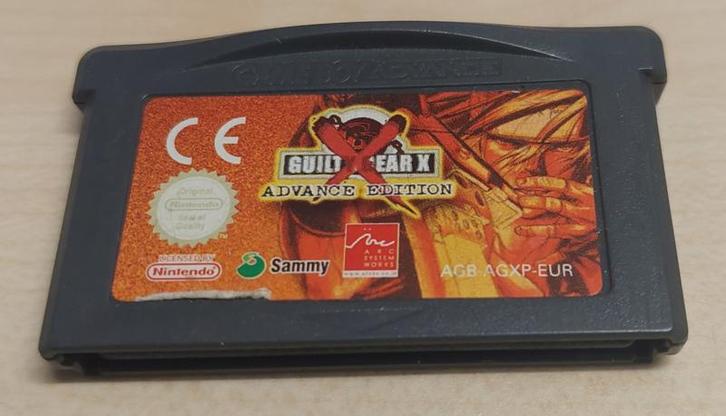 GAME BOY ADVANCE
CE
GUILTY GEAR X
ADVANCE EDITION
Original
Nintendo
Seal of
Quality
TM
LICENSED BY
Nintendo
Sammy
ARC
SYSTEM
WORKS
AGB-AGXP-EUR